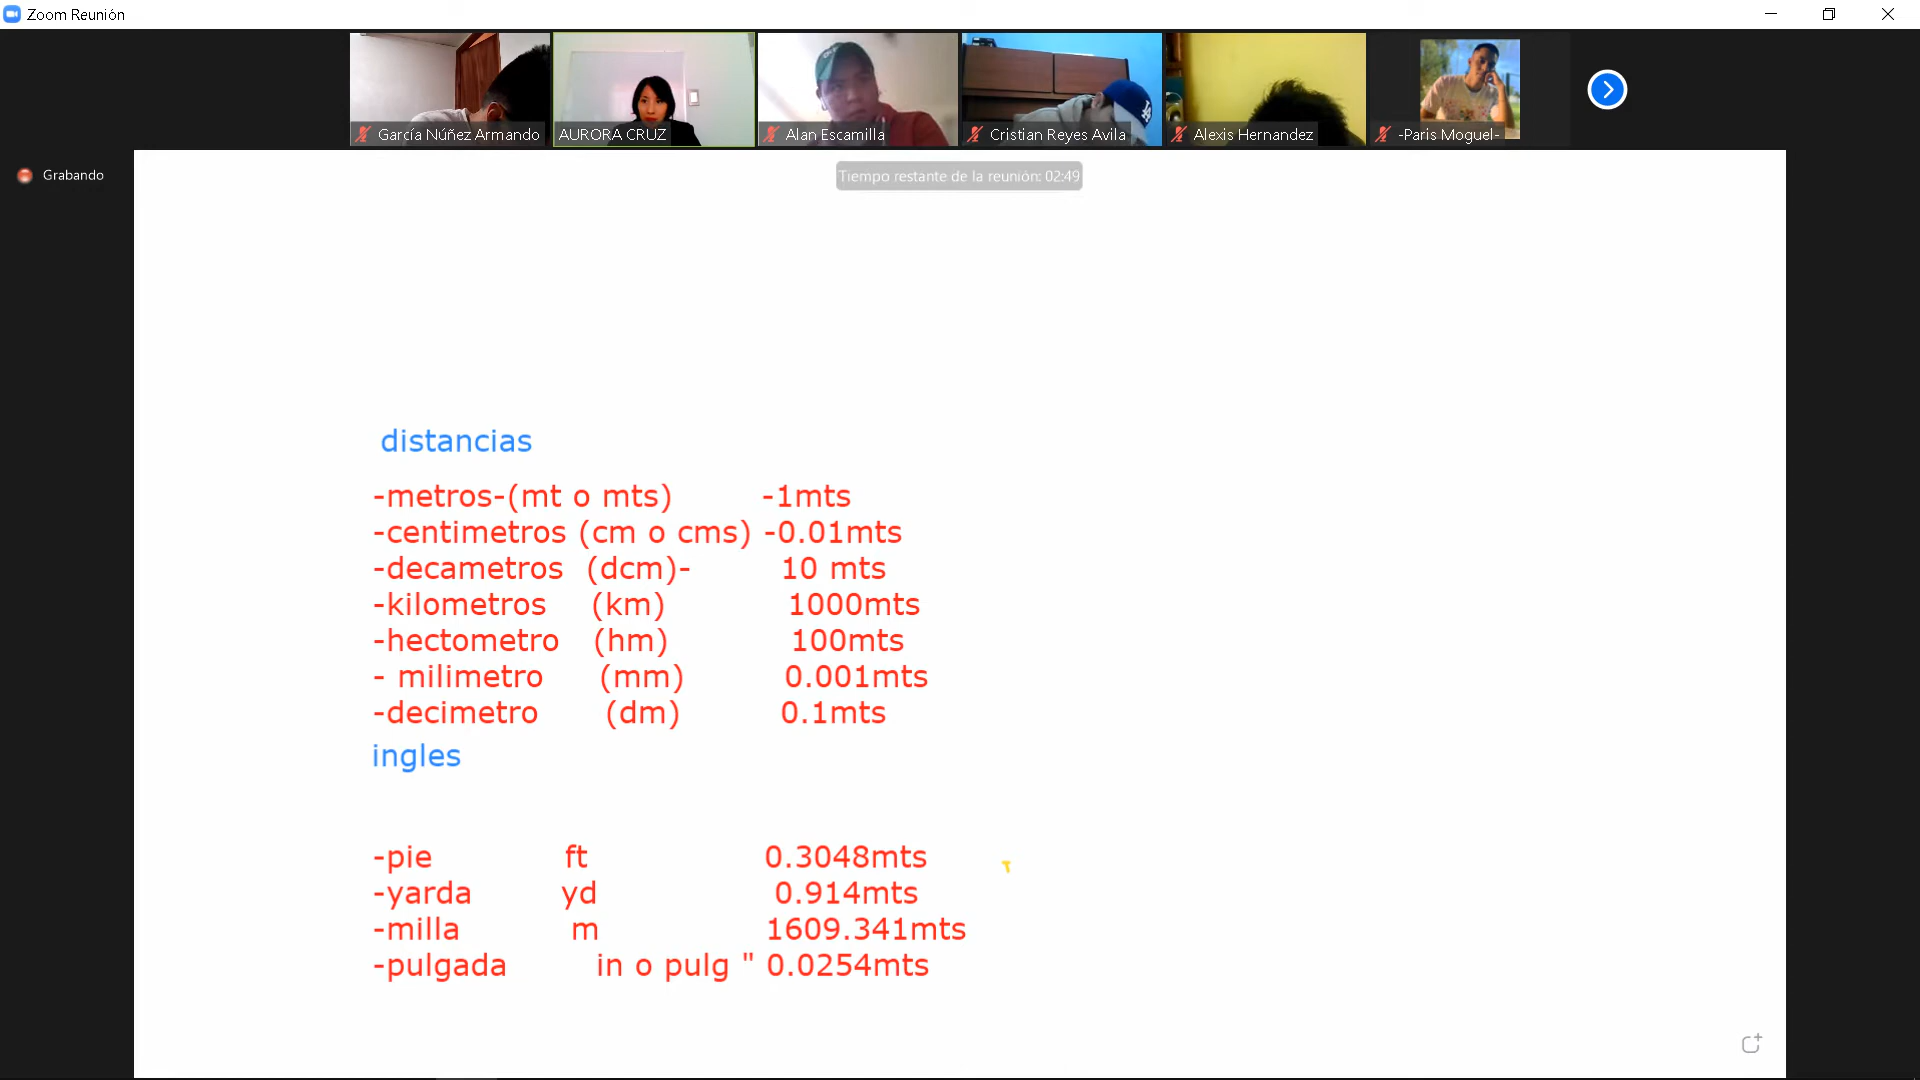 Zoom Reunión
García Núñez Armando
AURORA CRUZ
Alan Escamilla
Cristian Reyes Avila
Alexis Hernandez
-Paris Moguel-
Grabando
Tiempo restante de la reunión: 02:49
distancias
-metros-(mt o mts) -1mts
-centimetros (cm o cms) -0.01mts
-decametros (dcm)- 10 mts
-kilometros (km) 1000mts
-hectometro (hm) 100mts
- milimetro (mm) 0.001mts
-decimetro (dm) 0.1mts
ingles
-pie ft 0.3048mts
-yarda yd 0.914mts
-milla m 1609.341mts
-pulgada in o pulg " 0.0254mts